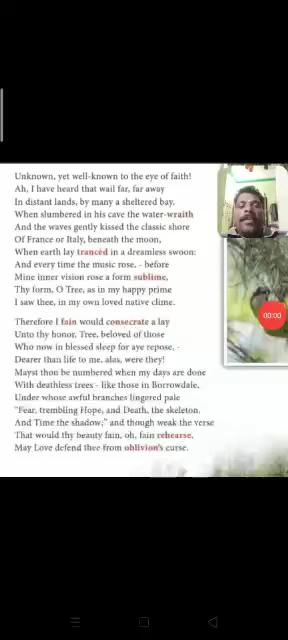 Unknown, yet well-known to the eye of faith!
Ah, I have heard that wail far, far away
In distant lands, by many a sheltered bay,
When slumbered in his cave the water-wraith
And the waves gently kissed the classic shore
Of France or Italy, beneath the moon,
When earth lay tranced in a dreamless swoon:
And every time the music rose, - before
Mine inner vision rose a form sublime,
Thy form, O Tree, as in my happy prime
I saw thee, in my own loved native clime.
Therefore I fain would consecrate a lay
Unto thy honor, Tree, beloved of those
Who now in blessed sleep for aye repose, -
Dearer than life to me, alas, were they!
Mayst thou be numbered when my days are done
With deathless trees - like those in Borrowdale,
Under whose awful branches lingered pale
"Fear, trembling Hope, and Death, the skeleton,
And Time the shadow;" and though weak the verse
That would thy beauty fain, oh, fain rehearse,
May Love defend thee from oblivion's curse.
00:00